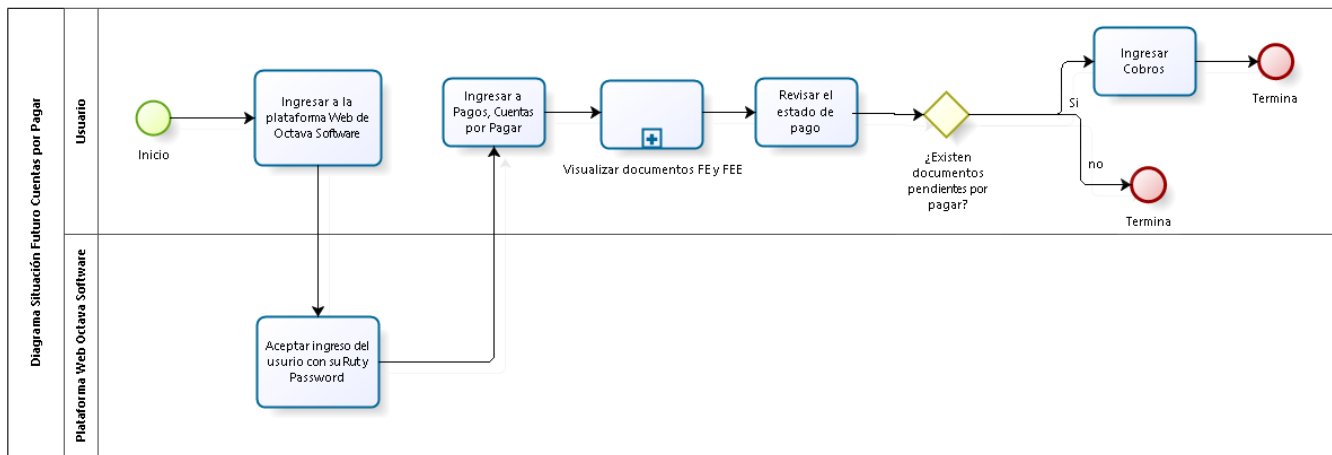 Diagrama Situación Futuro Cuentas por Pagar
Usuario
Inicio
Ingresar a la
plataforma Web de
Octava Software
Ingresar a
Pagos, Cuentas
por Pagar
Visualizar documentos FE y FEE
Revisar el
estado de
pago
¿Existen
documentos
pendientes por
pagar?
Si
no
Ingresar
Cobros
Termina
Termina
Plataforma Web Octava Software
Aceptar ingreso del
usurio con su Rut y
Password